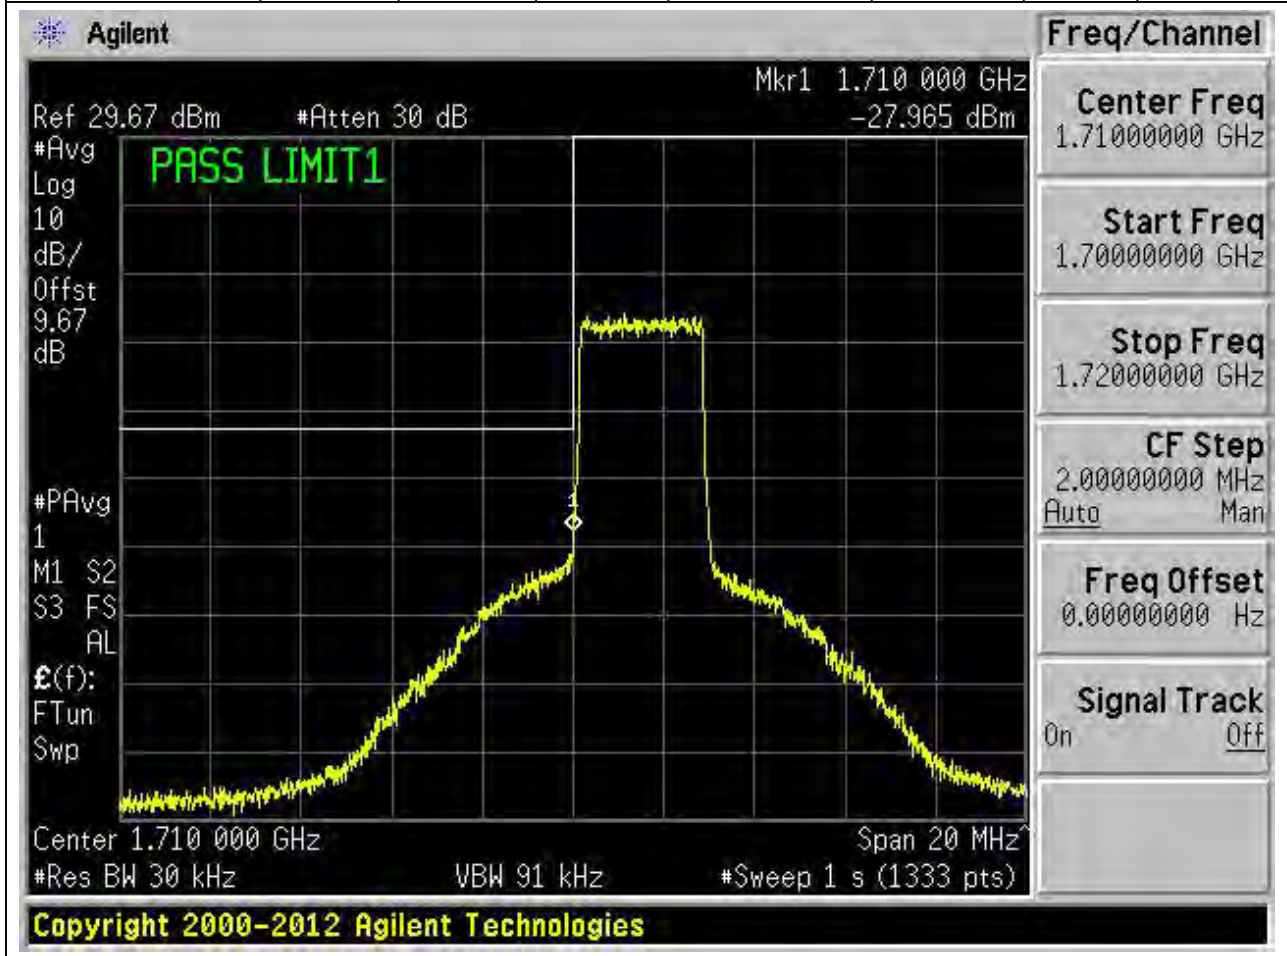 Agilent
Freq/Channel
Mkr1 1.710 000 GHz
Ref 29.67 dBm #Atten 30 dB -27.965 dBm
#Avg
Log
10
dB/
Offst
9.67
dB
PASS LIMIT1
1
#PAvg
1
M1 S2
S3 FS
AL
£(f):
FTun
Swp
Center 1.710 000 GHz Span 20 MHz^
#Res BW 30 kHz VBW 91 kHz #Sweep 1 s (1333 pts)
Copyright 2000-2012 Agilent Technologies
Center Freq
1.71000000 GHz
Start Freq
1.70000000 GHz
Stop Freq
1.72000000 GHz
CF Step
2.00000000 MHz
Auto Man
Freq Offset
0.00000000 Hz
Signal Track
On Off